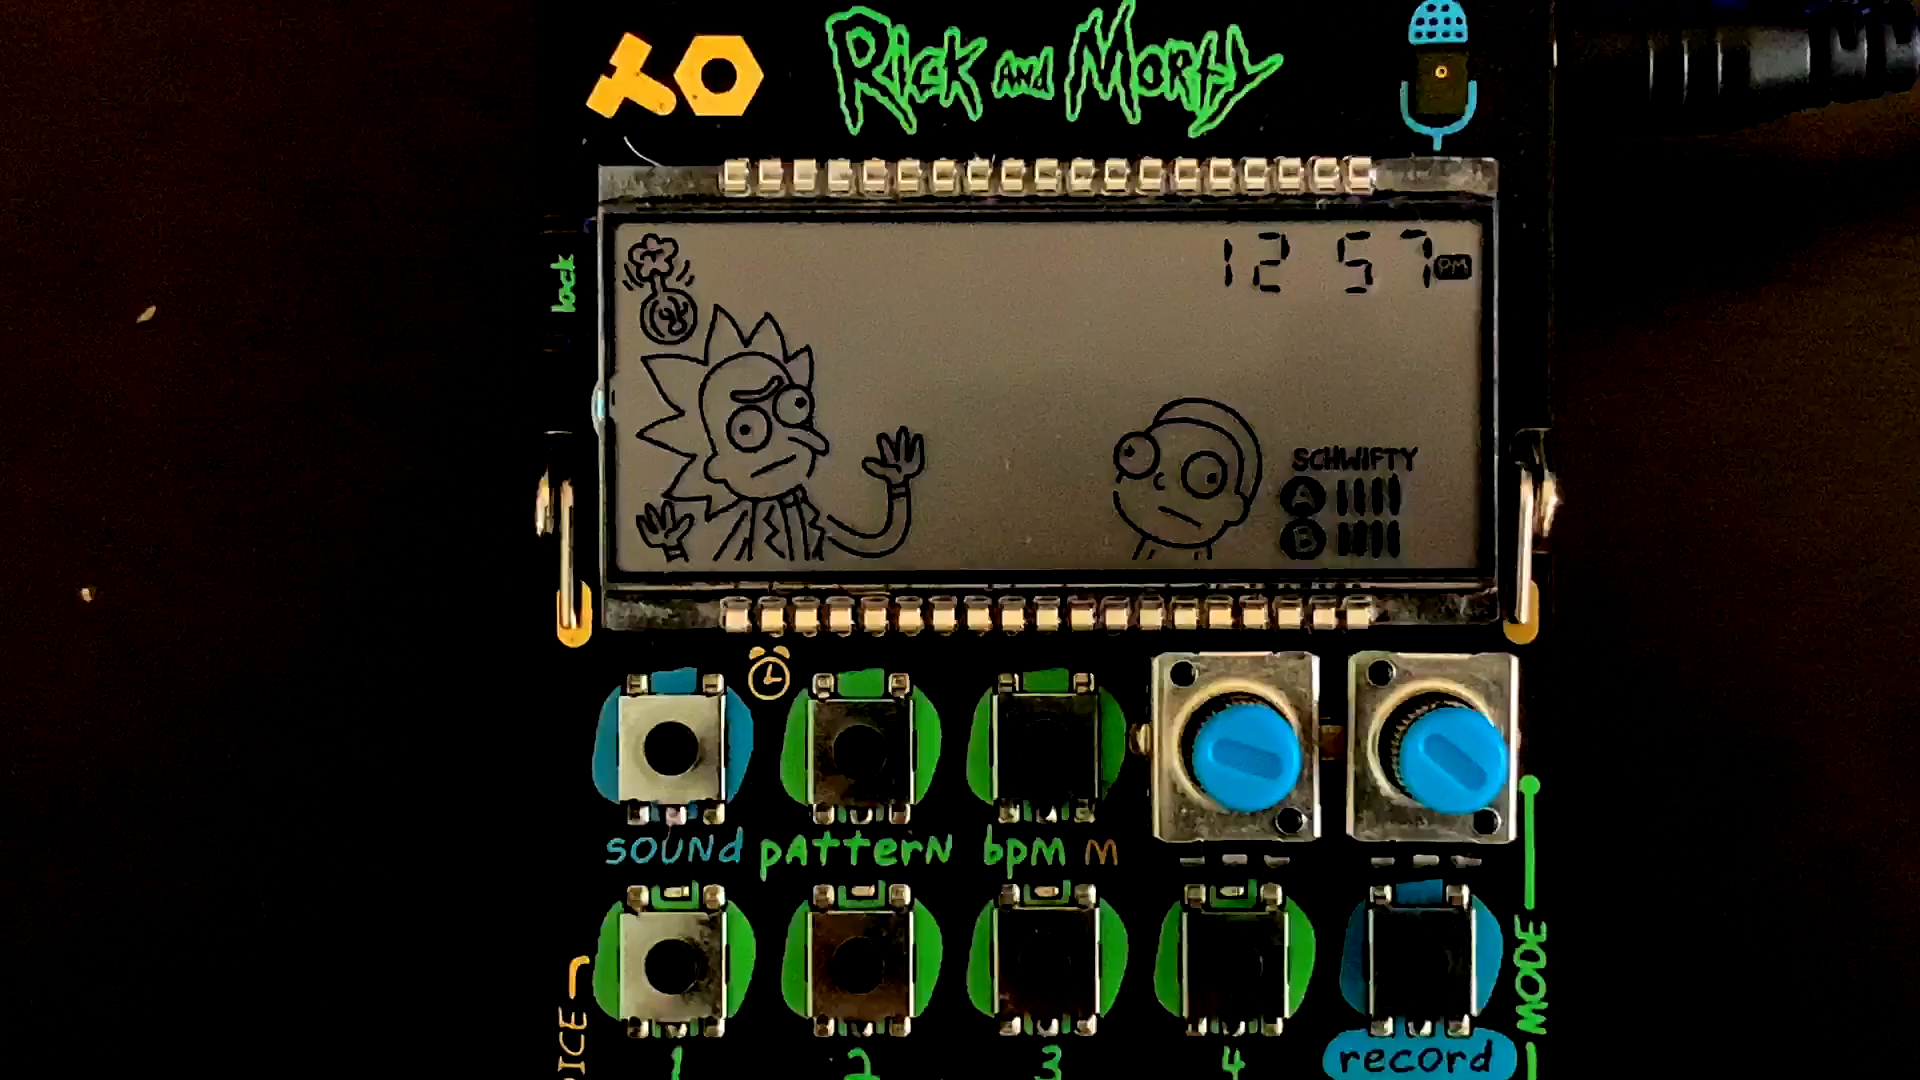 RICK AND MORTY
lock
12 57 PM
SCHWIFTY
A
B
SOUNd pAtterN bpM M
MODE
1 2 3 4 record